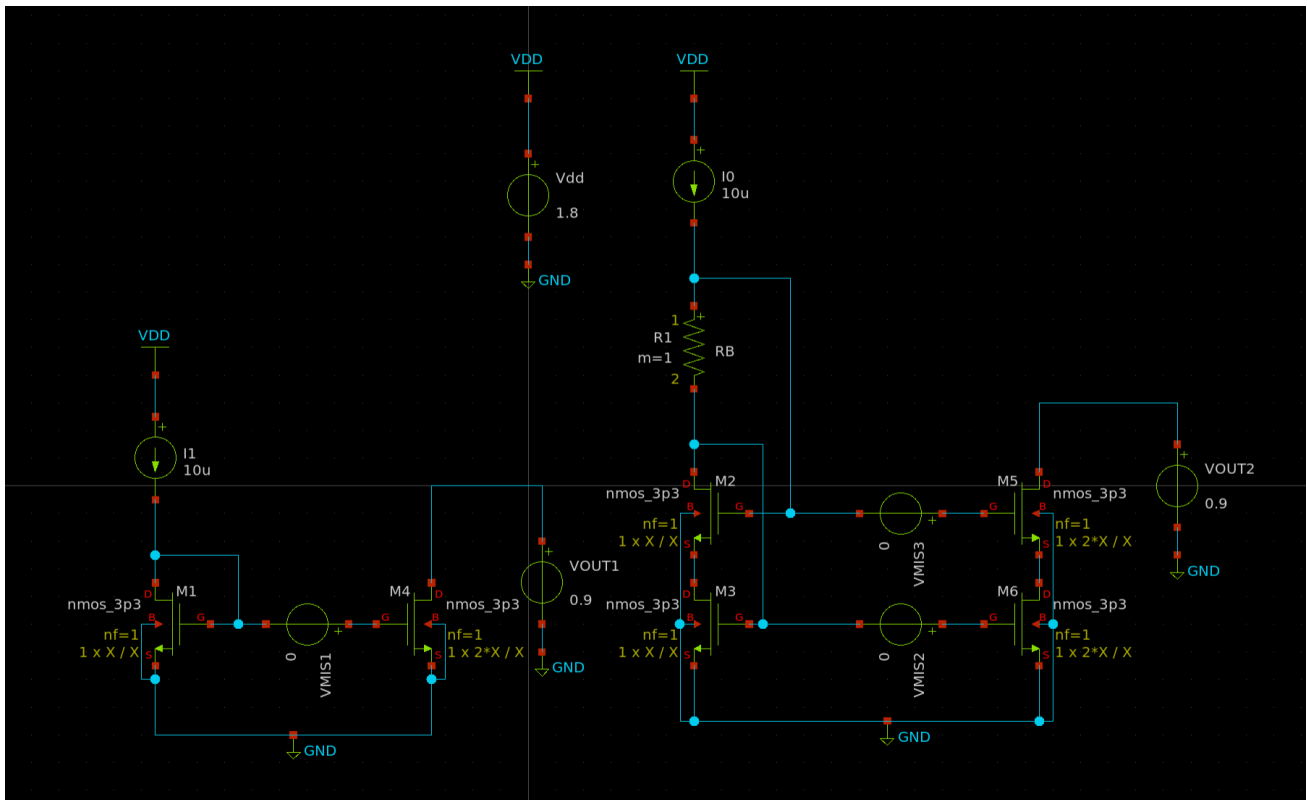 VDD
VDD
Vdd
1.8
GND
I0
10u
1
+
R1
RB
m=1
2
VDD
I1
10u
D
M1
nmos_3p3
B
G
nf=1
1 x X / X
S
0
VMIS1
M4
D
nmos_3p3
G
B
nf=1
1 x 2*X / X
S
VOUT1
0.9
GND
GND
D
M2
nmos_3p3
B
G
nf=1
1 x X / X
S
0
VMIS3
M5
D
nmos_3p3
G
B
nf=1
1 x 2*X / X
S
VOUT2
0.9
GND
D
M3
nmos_3p3
B
G
nf=1
1 x X / X
S
0
VMIS2
M6
D
nmos_3p3
G
B
nf=1
1 x 2*X / X
S
GND